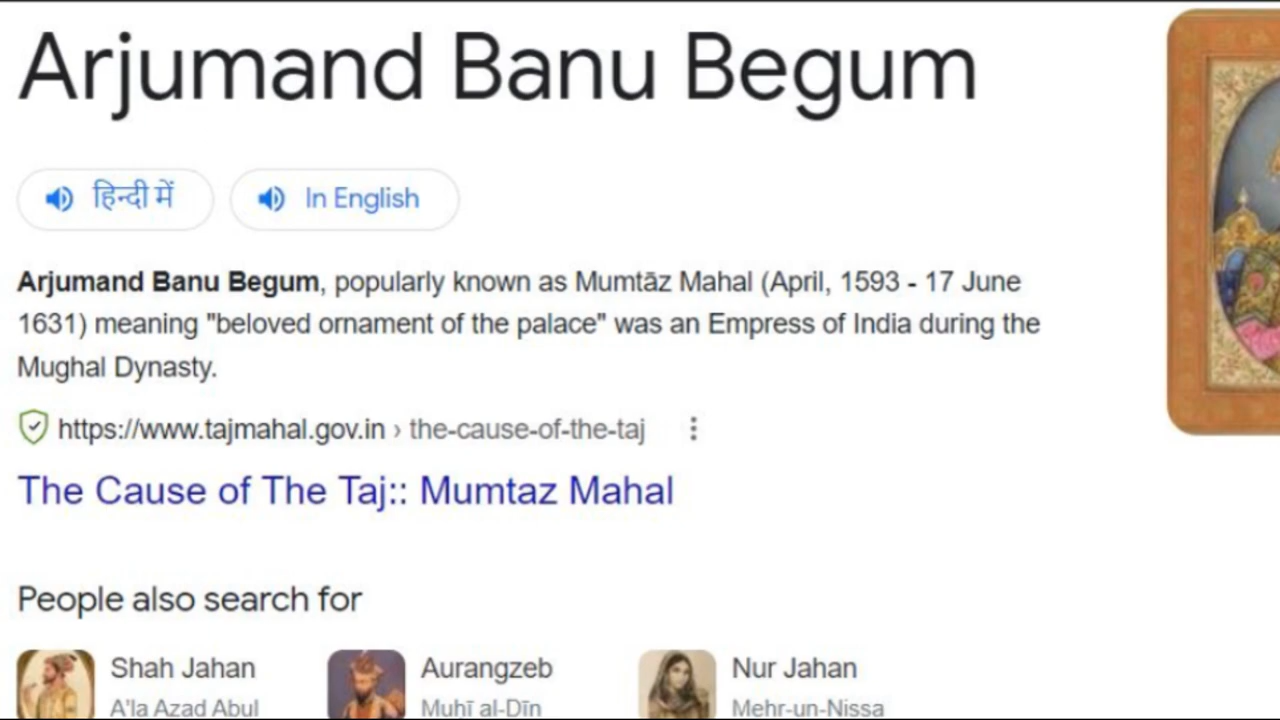 Arjumand Banu Begum
हिन्दी में
In English
Arjumand Banu Begum, popularly known as Mumtāz Mahal (April, 1593 - 17 June
1631) meaning "beloved ornament of the palace" was an Empress of India during the
Mughal Dynasty.
https://www.tajmahal.gov.in › the-cause-of-the-taj
The Cause of The Taj:: Mumtaz Mahal
People also search for
Shah Jahan
Aurangzeb
Nur Jahan
A'la Azad Abul
Muhī al-Dīn
Mehr-un-Nissa